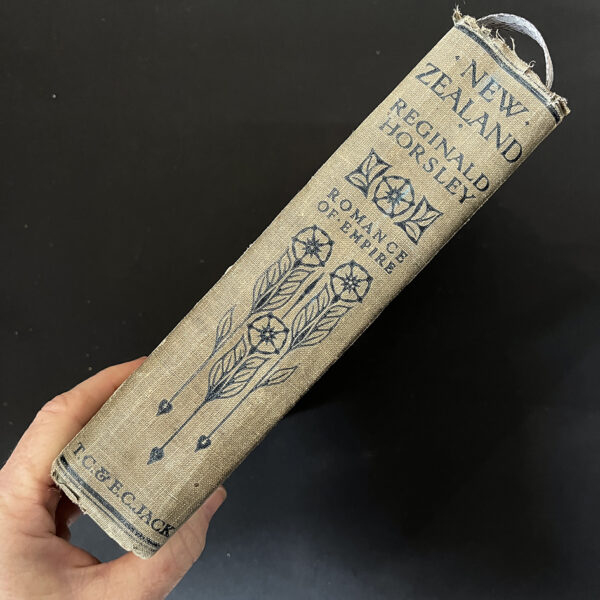 · NEW ·
ZEALAND
·
REGINALD
HORSLEY
ROMANCE
OF · EMPIRE
T. C. & E. C. JACK